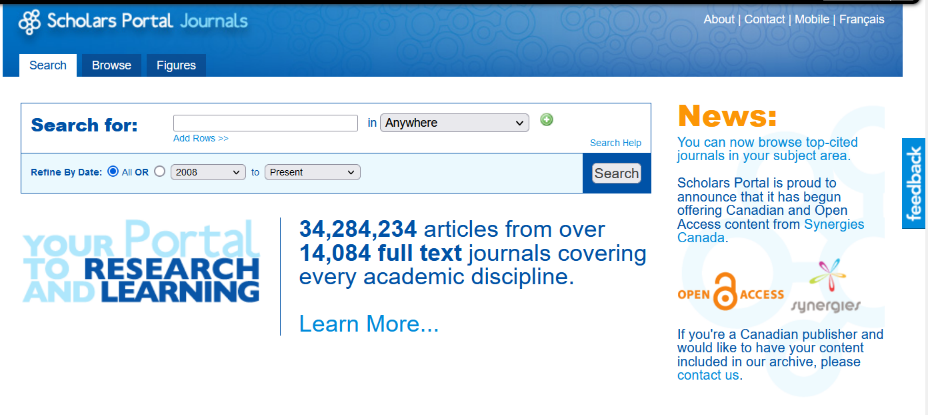 Scholars Portal Journals
About | Contact | Mobile | Français
Search
Browse
Figures
Search for:
in
Anywhere
Add Rows >>
Search Help
Refine By Date:
All OR
2008
to
Present
Search
YOUR Portal
TO RESEARCH
AND LEARNING
34,284,234 articles from over
14,084 full text journals covering
every academic discipline.
Learn More...
News:
You can now browse top-cited
journals in your subject area.
Scholars Portal is proud to
announce that it has begun
offering Canadian and Open
Access content from Synergies
Canada.
OPEN ACCESS
synergies
If you're a Canadian publisher and
would like to have your content
included in our archive, please
contact us.
feedback